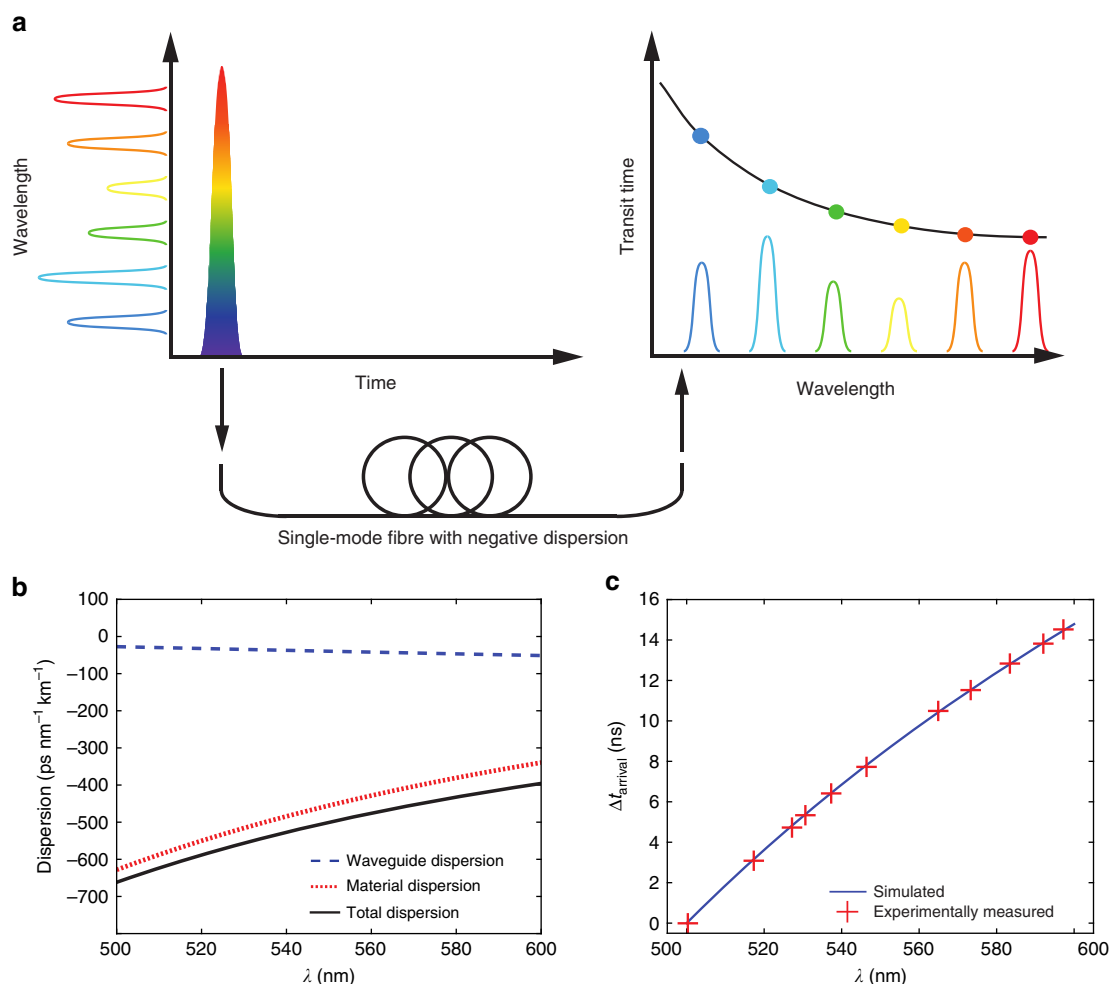 a
Wavelength
Time
Transit time
Wavelength
Single-mode fibre with negative dispersion
b
100
0
−100
−200
−300
−400
−500
−600
−700
Dispersion (ps nm⁻¹ km⁻¹)
Waveguide dispersion
Material dispersion
Total dispersion
500 520 540 560 580 600
λ (nm)
c
16
14
12
10
8
6
4
2
0
Δt_arrival (ns)
Simulated
Experimentally measured
500 520 540 560 580 600
λ (nm)